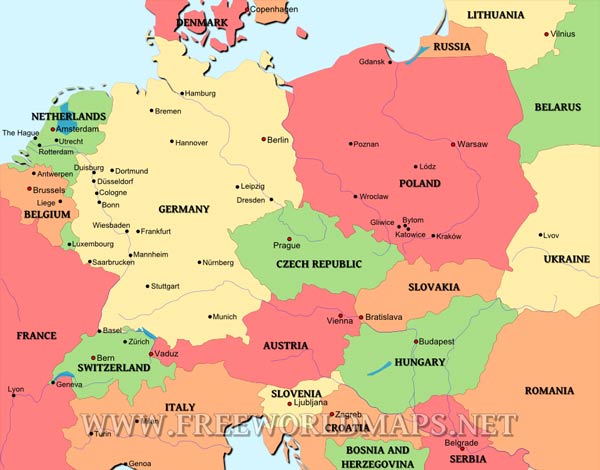 Copenhagen
DENMARK
LITHUANIA
Vilnius
RUSSIA
Gdansk
Hamburg
Bremen
BELARUS
NETHERLANDS
Amsterdam
The Hague
Utrecht
Rotterdam
Hannover
Berlin
Poznan
Warsaw
Lódz
POLAND
Antwerpen
Duisburg
Dortmund
Düsseldorf
Brussels
Cologne
Liege
Bonn
Leipzig
Dresden
Wroclaw
BELGIUM
GERMANY
Gliwice
Bytom
Katowice
Kraków
Lvov
Wiesbaden
Frankfurt
Luxembourg
Prague
Saarbrucken
Mannheim
Nürnberg
CZECH REPUBLIC
UKRAINE
Stuttgart
SLOVAKIA
Munich
Vienna
Bratislava
FRANCE
Basel
Zürich
Vaduz
Bern
SWITZERLAND
AUSTRIA
Budapest
HUNGARY
Geneva
Lyon
SLOVENIA
Ljubljana
ROMANIA
ITALY
Zagreb
CROATIA
WWW.FREEWORLDMAPS.NET
Milan
Turin
Genoa
Belgrade
BOSNIA AND
HERZEGOVINA
SERBIA